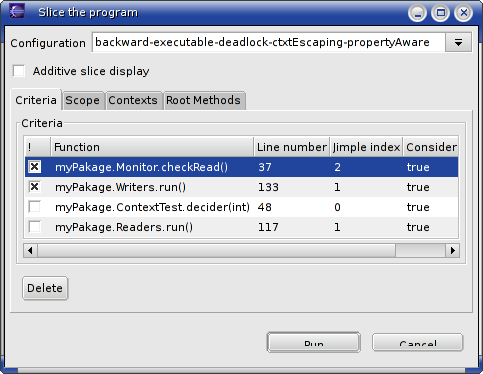 Slice the program
Configuration backward-executable-deadlock-ctxtEscaping-propertyAware
Additive slice display
Criteria Scope Contexts Root Methods
Criteria
! Function Line number Jimple index Consider
myPakage.Monitor.checkRead() 37 2 true
myPakage.Writers.run() 133 1 true
myPakage.ContextTest.decider(int) 48 0 true
myPakage.Readers.run() 117 1 true
Delete
Run Cancel